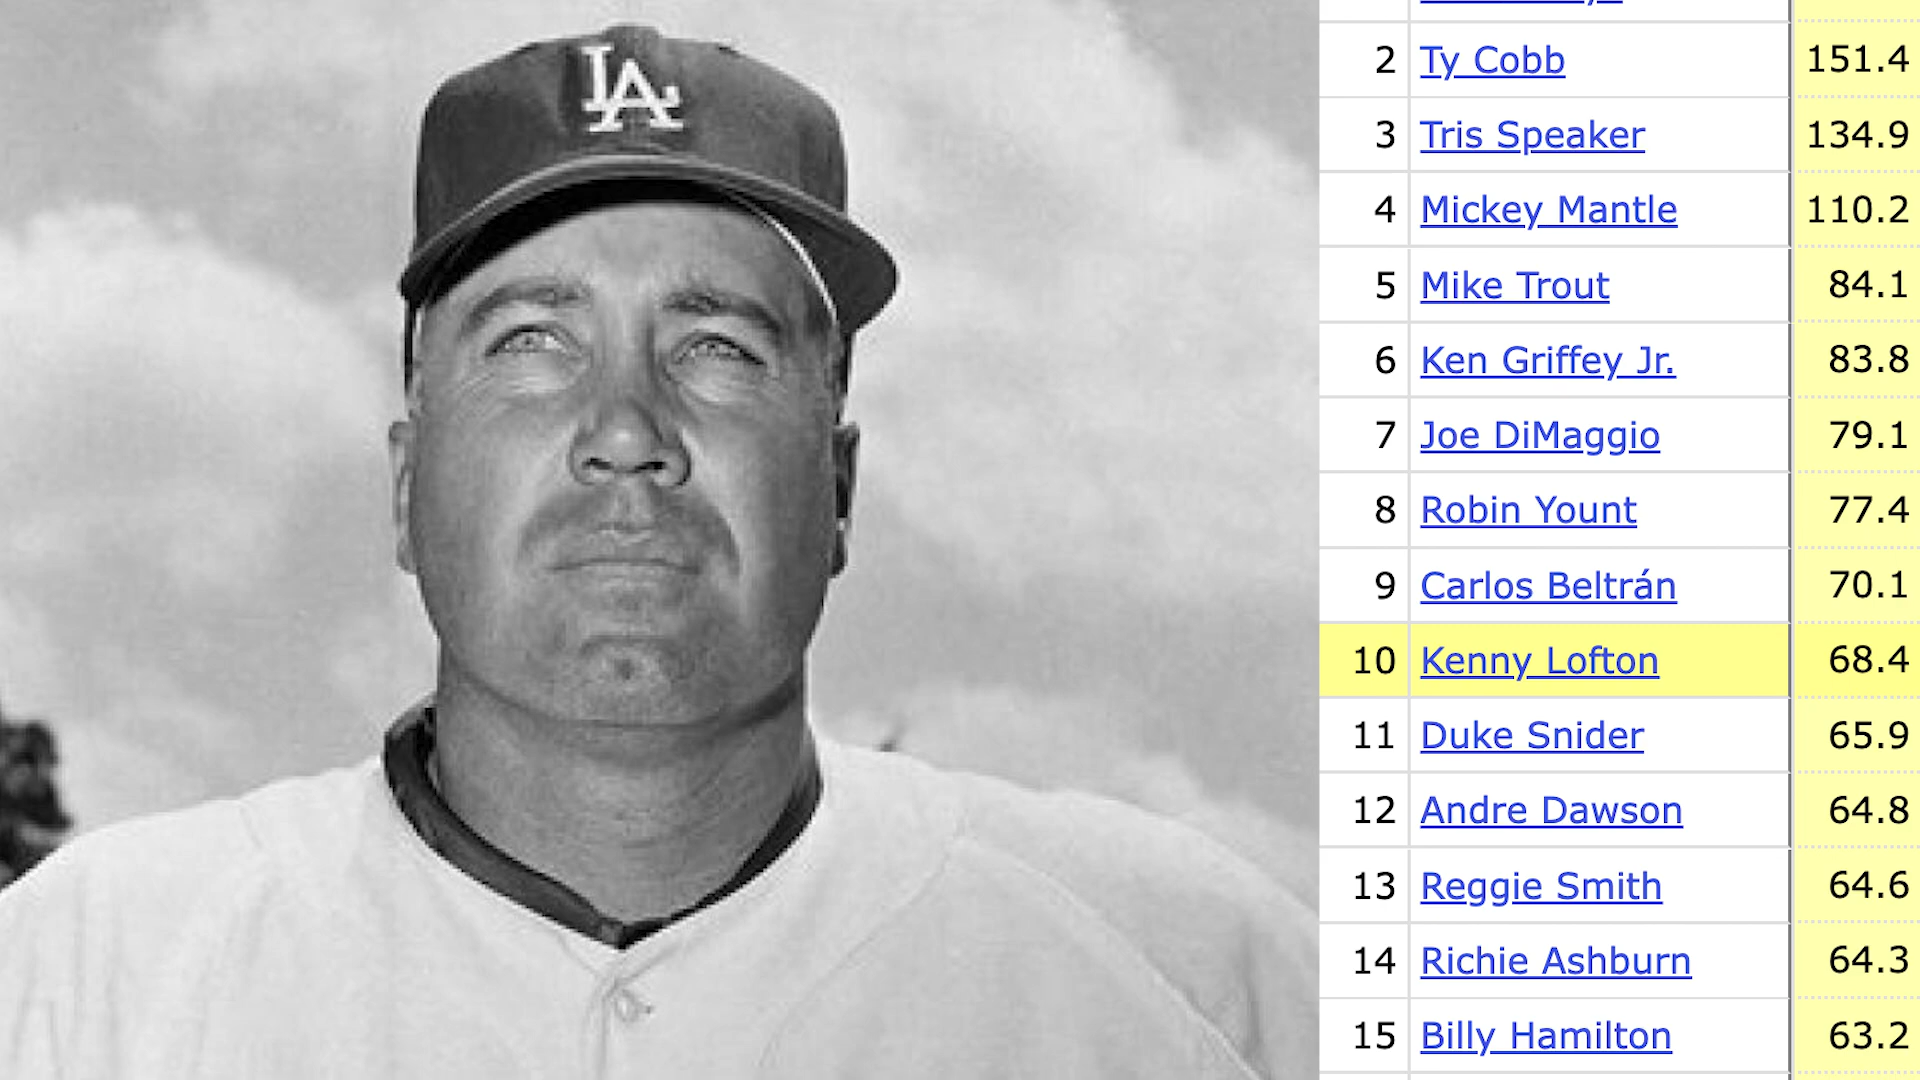 LA
2 Ty Cobb 151.4
3 Tris Speaker 134.9
4 Mickey Mantle 110.2
5 Mike Trout 84.1
6 Ken Griffey Jr. 83.8
7 Joe DiMaggio 79.1
8 Robin Yount 77.4
9 Carlos Beltrán 70.1
10 Kenny Lofton 68.4
11 Duke Snider 65.9
12 Andre Dawson 64.8
13 Reggie Smith 64.6
14 Richie Ashburn 64.3
15 Billy Hamilton 63.2